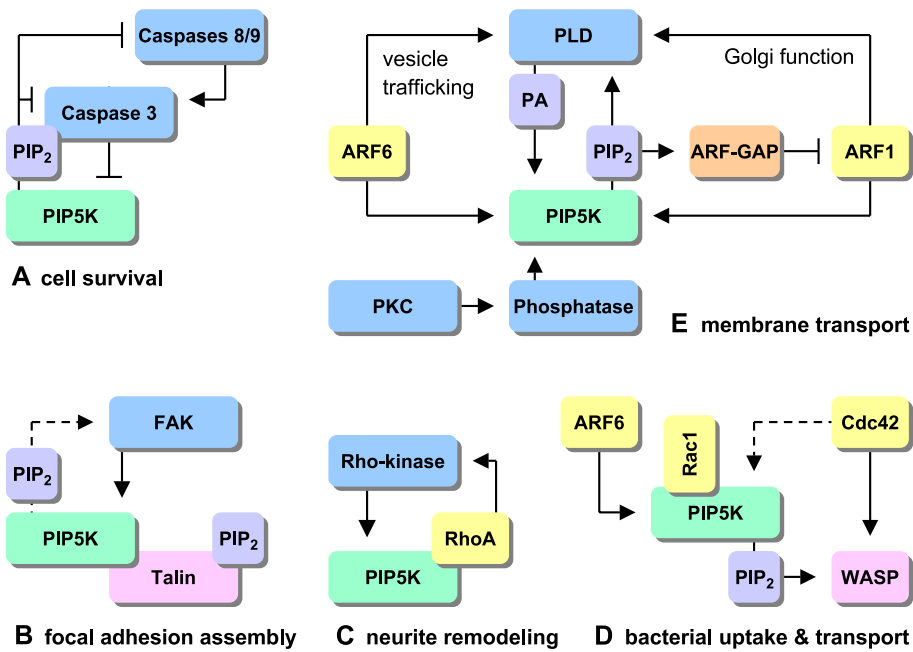 Caspases 8/9
Caspase 3
PIP2
PIP5K
A cell survival
PLD
vesicle
trafficking
Golgi function
PA
ARF6
PIP2
ARF-GAP
ARF1
PIP5K
PKC
Phosphatase
E membrane transport
FAK
PIP2
PIP5K
PIP2
Talin
B focal adhesion assembly
Rho-kinase
RhoA
PIP5K
C neurite remodeling
ARF6
Rac1
Cdc42
PIP5K
PIP2
WASP
D bacterial uptake & transport